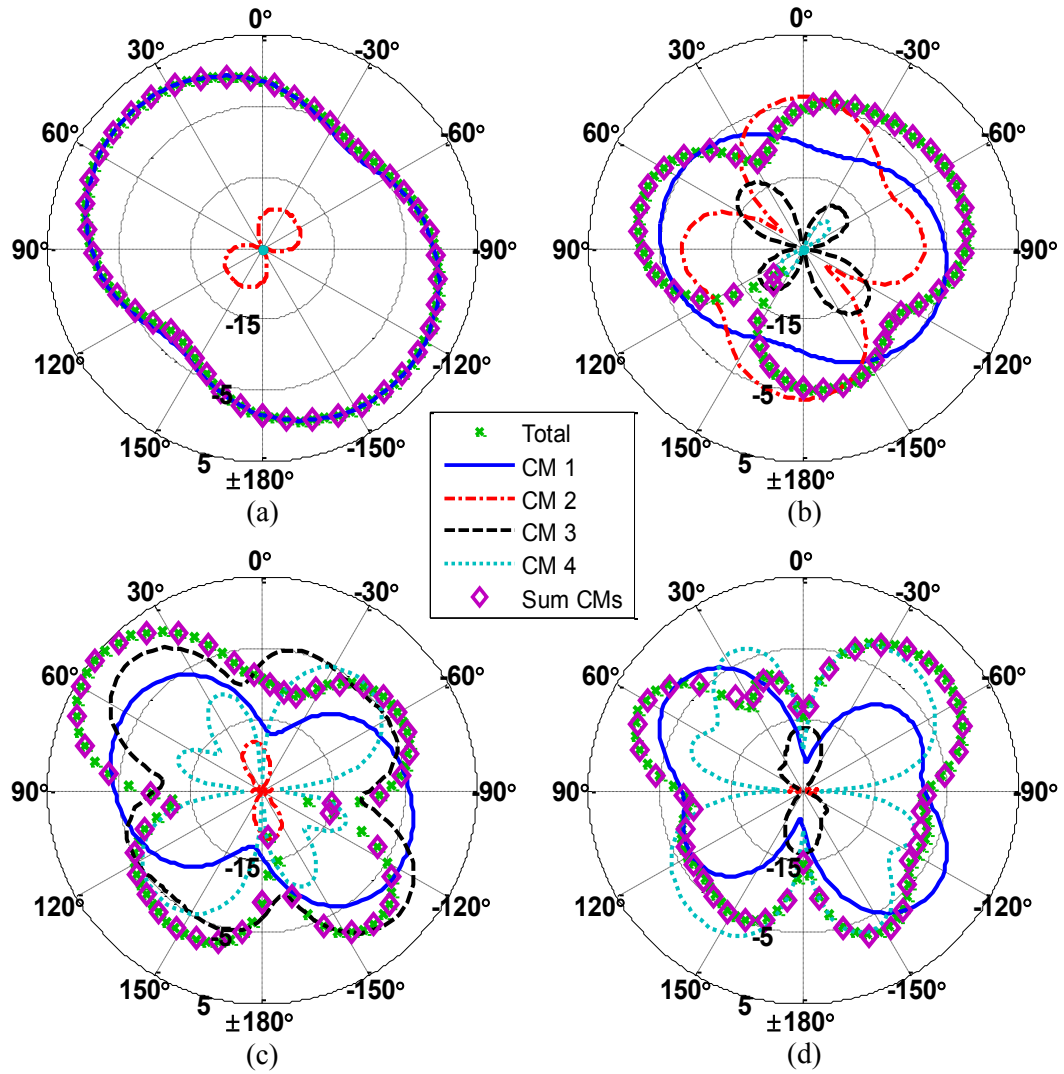 0° 0°
30° -30° 30° -30°
60° -60° 60° -60°
90° -90° 90° -90°
-15 -15
120° -120° 120° -120°
-5 -5
150° -150° 150° -150°
5 5
±180° ±180°
(a) (b)
Total
CM 1
CM 2
CM 3
CM 4
Sum CMs
0° 0°
30° -30° 30° -30°
60° -60° 60° -60°
90° -90° 90° -90°
-15 -15
120° -120° 120° -120°
-5 -5
150° -150° 150° -150°
5 5
±180° ±180°
(c) (d)